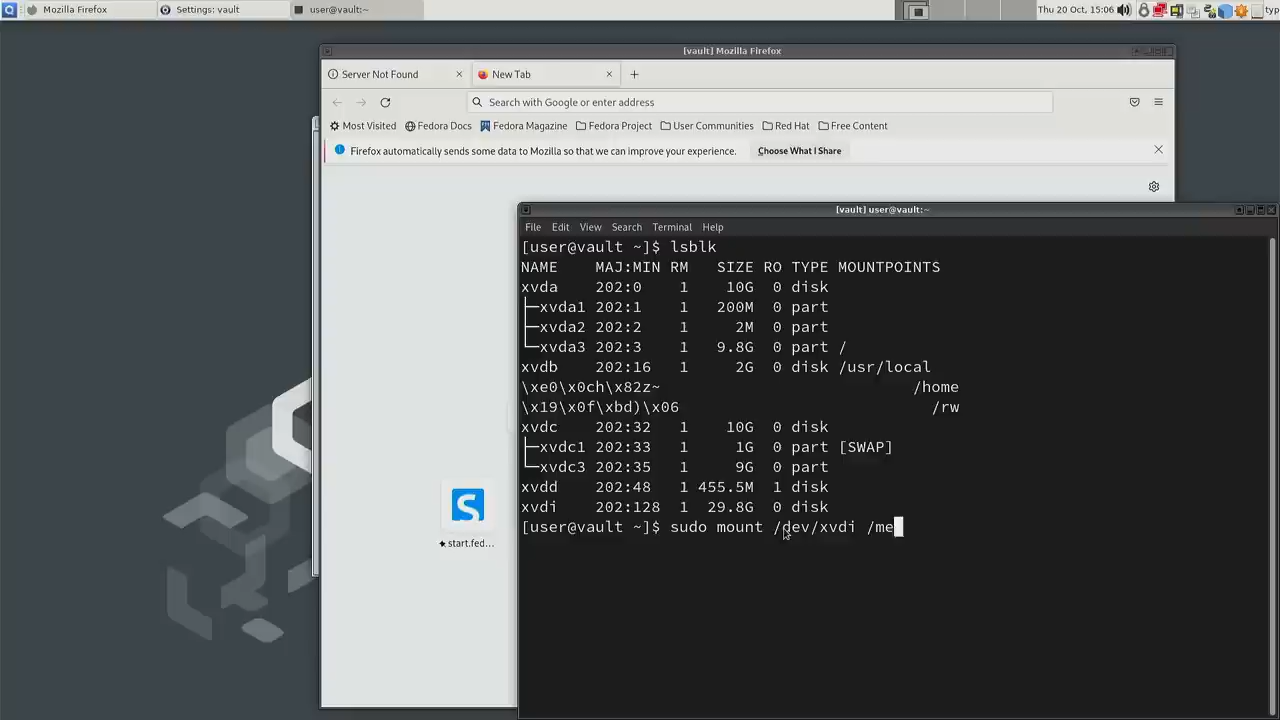 Mozilla Firefox
Settings: vault
user@vault:~
Thu 20 Oct, 15:06
typ
[vault] Mozilla Firefox
Server Not Found
New Tab
Search with Google or enter address
Most Visited
Fedora Docs
Fedora Magazine
Fedora Project
User Communities
Red Hat
Free Content
Firefox automatically sends some data to Mozilla so that we can improve your experience.
Choose What I Share
start.fed...
[vault] user@vault:~
File Edit View Search Terminal Help
[user@vault ~]$ lsblk
NAME MAJ:MIN RM SIZE RO TYPE MOUNTPOINTS
xvda 202:0 1 10G 0 disk
├─xvda1 202:1 1 200M 0 part
├─xvda2 202:2 1 2M 0 part
└─xvda3 202:3 1 9.8G 0 part /
xvdb 202:16 1 2G 0 disk /usr/local
\xe0\x0ch\x82z~ /home
\x19\x0f\xbd)\x06 /rw
xvdc 202:32 1 10G 0 disk
├─xvdc1 202:33 1 1G 0 part [SWAP]
└─xvdc3 202:35 1 9G 0 part
xvdd 202:48 1 455.5M 1 disk
xvdi 202:128 1 29.8G 0 disk
[user@vault ~]$ sudo mount /dev/xvdi /me